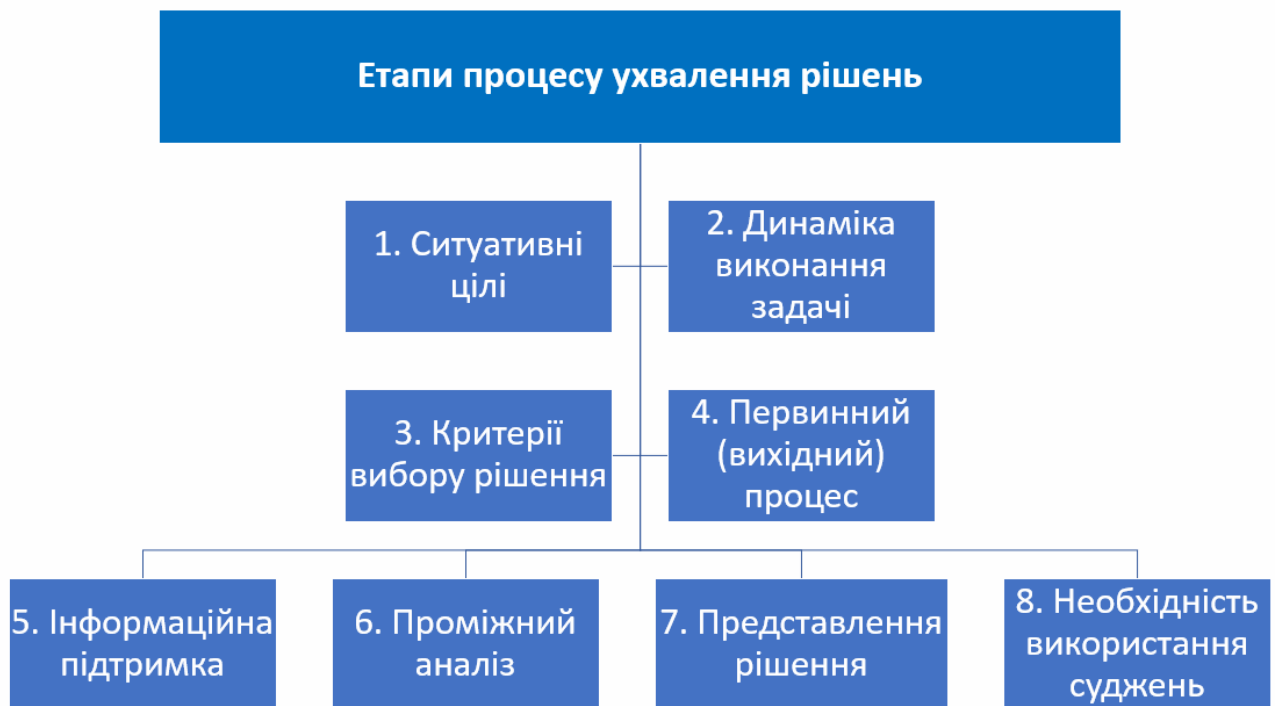 Етапи процесу ухвалення рішень
1. Ситуативні
цілі
2. Динаміка
виконання
задачі
3. Критерії
вибору рішення
4. Первинний
(вихідний)
процес
5. Інформаційна
підтримка
6. Проміжний
аналіз
7. Представлення
рішення
8. Необхідність
використання
суджень